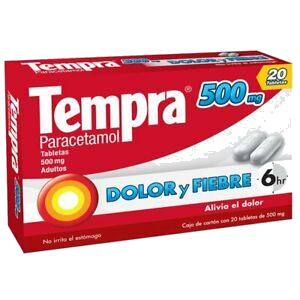 20
Tabletas
Tempra® 500 mg
Paracetamol
Tabletas
500 mg
Adultos
DOLOR y FIEBRE 6hr
Alivia el dolor
No irrita el estómago
Caja de cartón con 20 tabletas de 500 mg